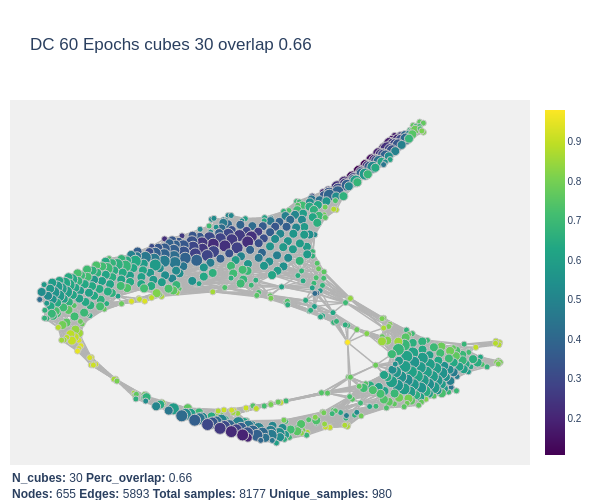 DC 60 Epochs cubes 30 overlap 0.66
0.9
0.8
0.7
0.6
0.5
0.4
0.3
0.2
N_cubes: 30 Perc_overlap: 0.66
Nodes: 655 Edges: 5893 Total samples: 8177 Unique_samples: 980